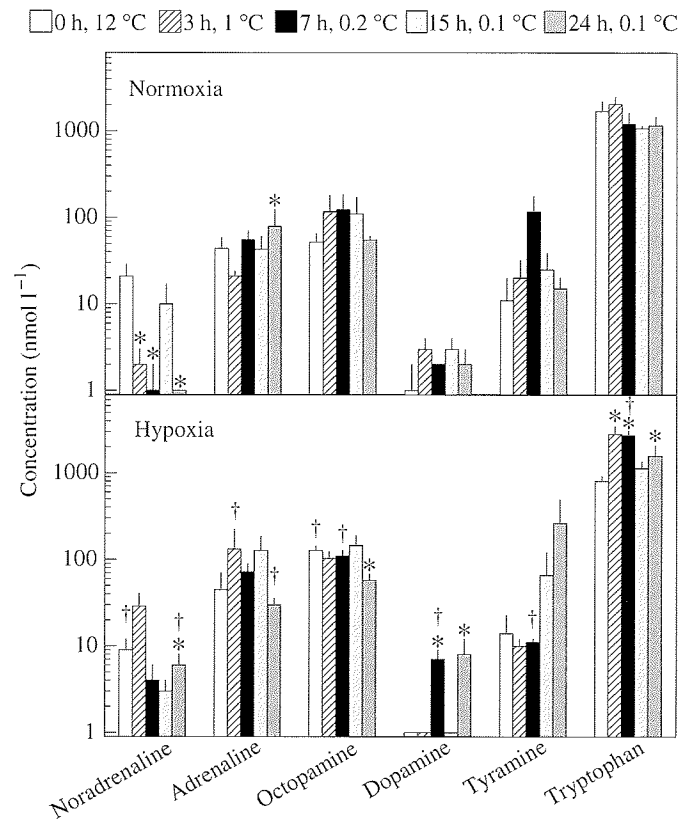 0 h, 12 °C 3 h, 1 °C 7 h, 0.2 °C 15 h, 0.1 °C 24 h, 0.1 °C
Normoxia
1000
100
10
1
*
*
*
*
Concentration (nmol l⁻¹)
Hypoxia
1000
100
10
1
†
†
*
†
†
†
†
*
†
*
*
†
*
†
*
*
Noradrenaline
Adrenaline
Octopamine
Dopamine
Tyramine
Tryptophan